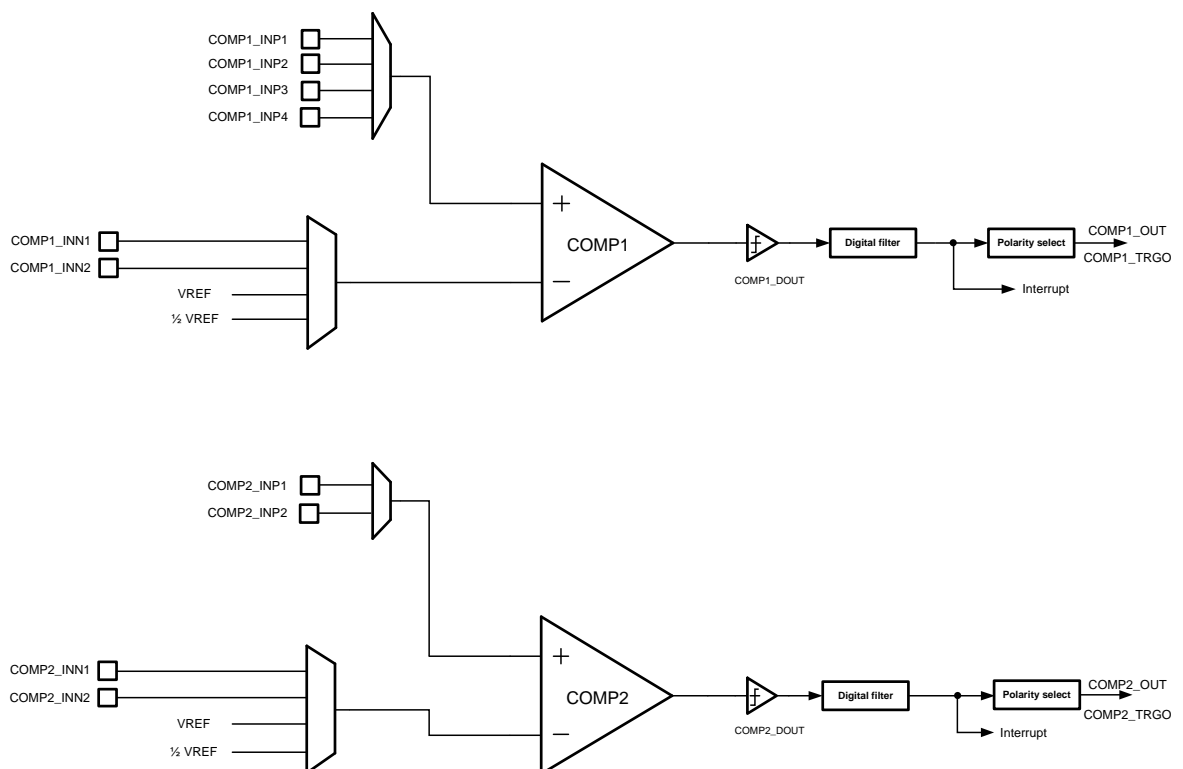 COMP1_INP1
COMP1_INP2
COMP1_INP3
COMP1_INP4
COMP1_INN1
COMP1_INN2
VREF
½ VREF
+
COMP1
−
COMP1_DOUT
Digital filter
Polarity select
COMP1_OUT
COMP1_TRGO
Interrupt
COMP2_INP1
COMP2_INP2
COMP2_INN1
COMP2_INN2
VREF
½ VREF
+
COMP2
−
COMP2_DOUT
Digital filter
Polarity select
COMP2_OUT
COMP2_TRGO
Interrupt